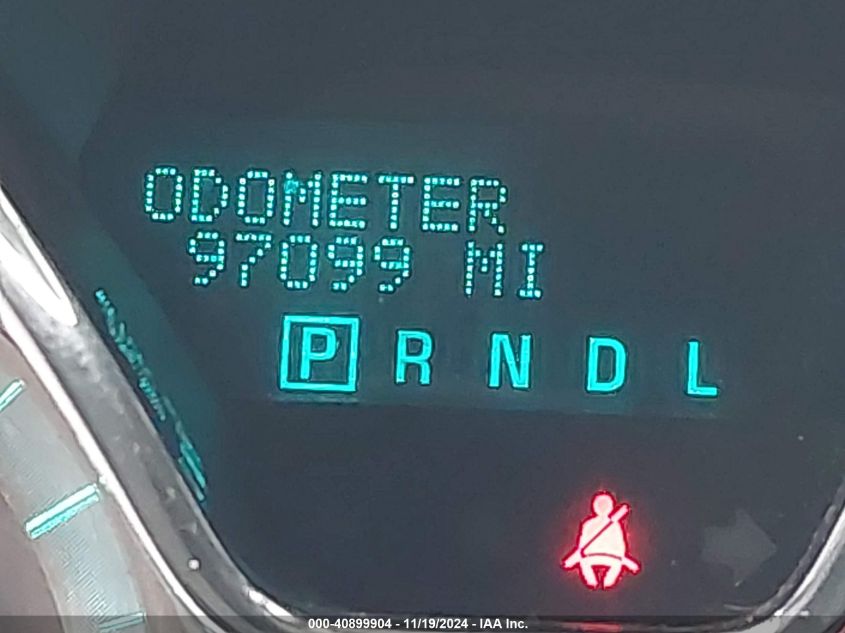 ODOMETER
97099 MI
P R N D L
000-40899904 - 11/19/2024 - IAA Inc.